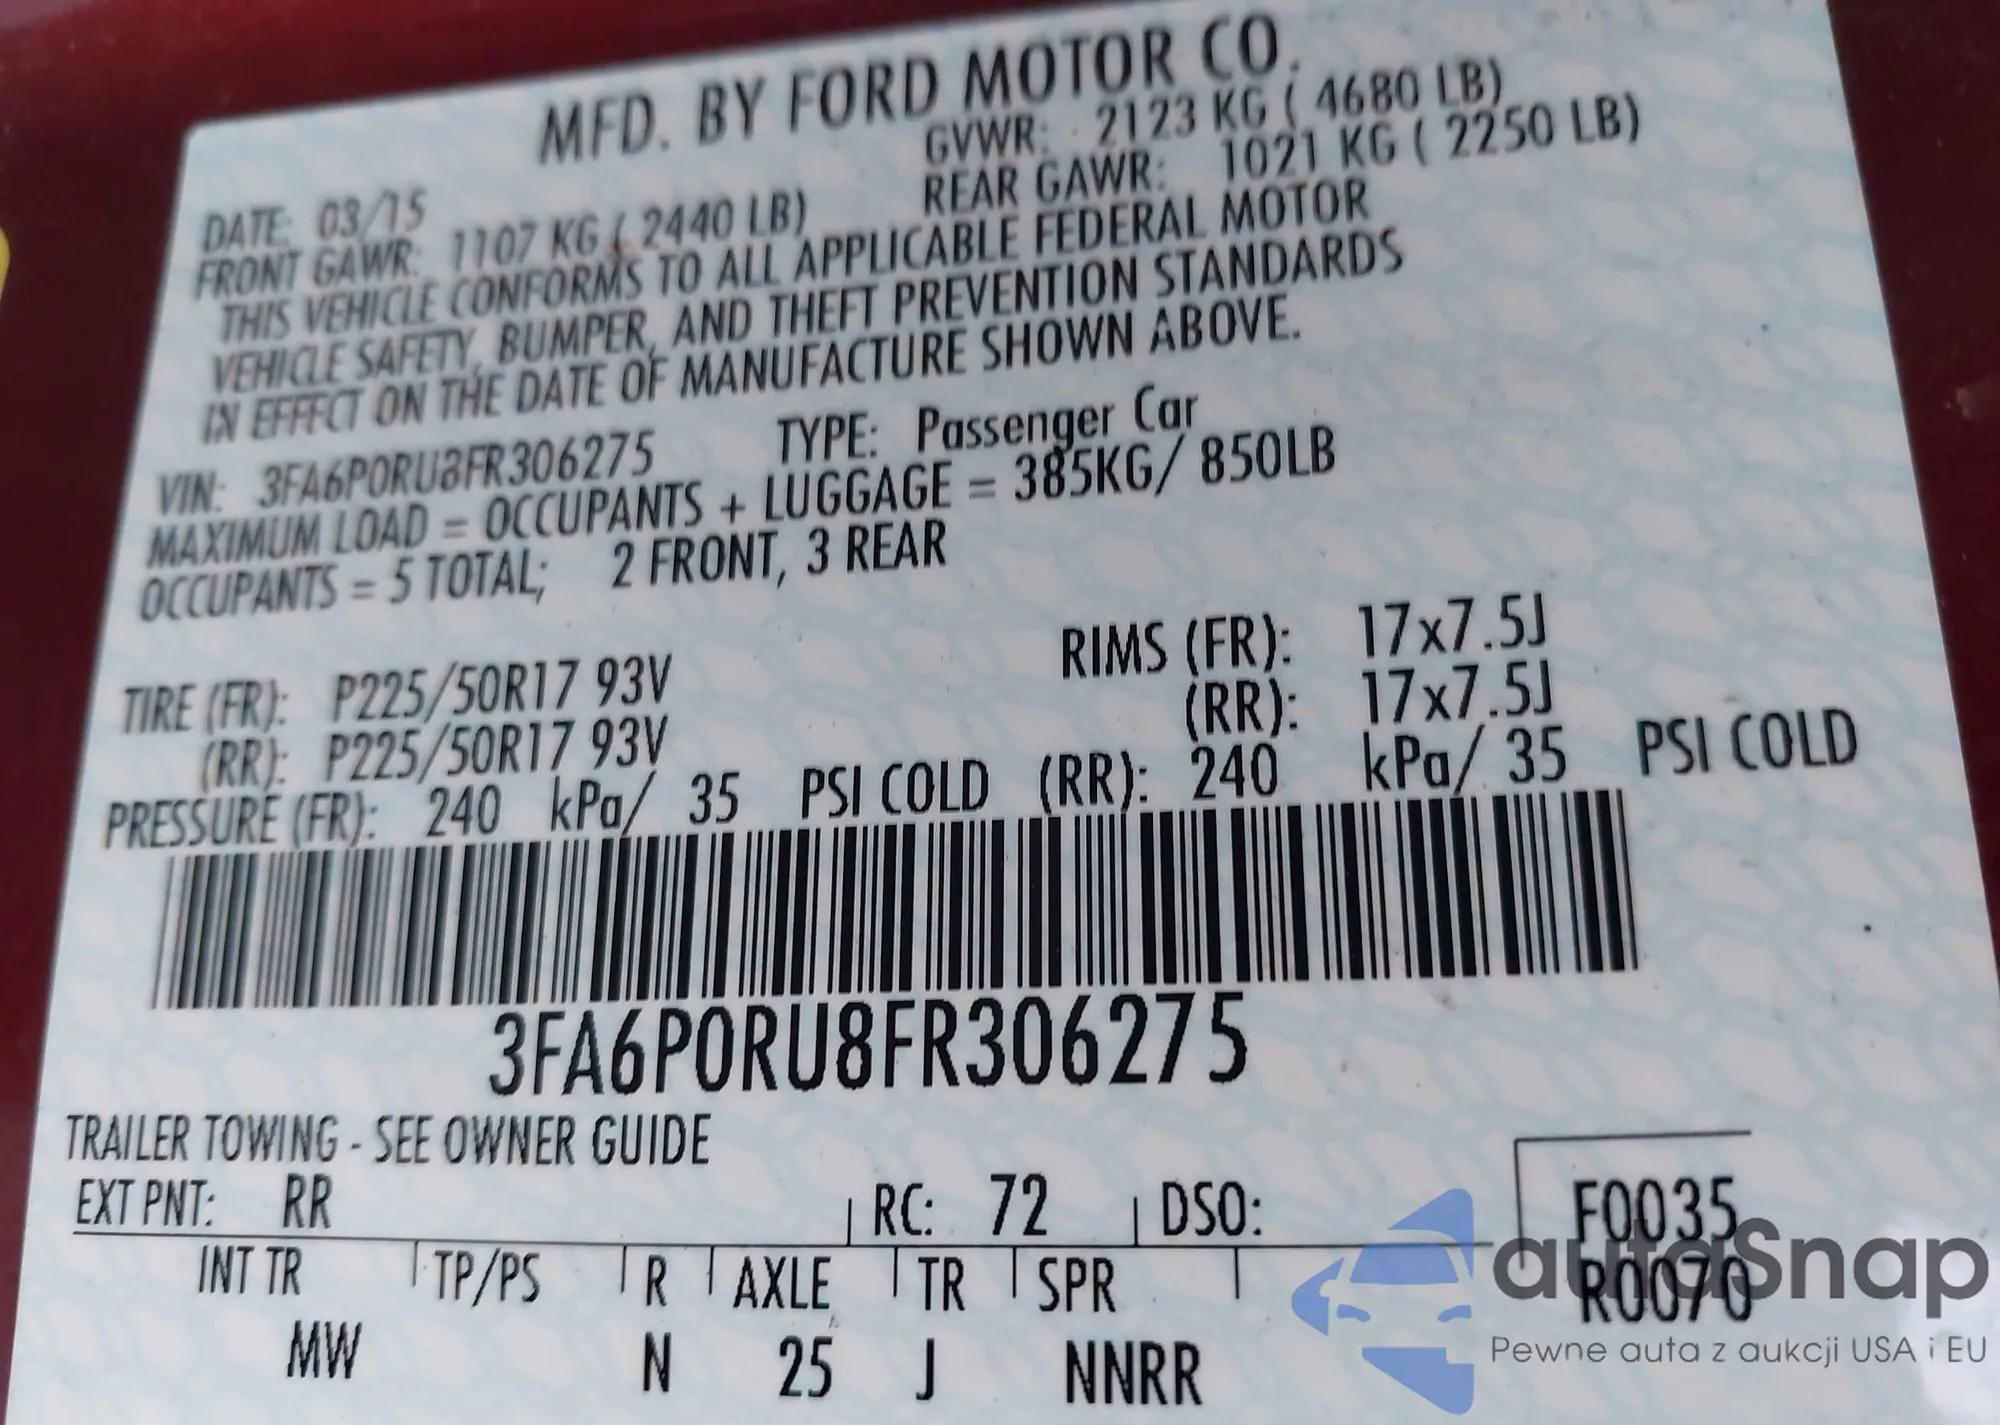 MFD. BY FORD MOTOR CO.
DATE: 03/15 GVWR: 2123 KG ( 4680 LB)
FRONT GAWR: 1107 KG ( 2440 LB) REAR GAWR: 1021 KG ( 2250 LB)
THIS VEHICLE CONFORMS TO ALL APPLICABLE FEDERAL MOTOR
VEHICLE SAFETY, BUMPER, AND THEFT PREVENTION STANDARDS
IN EFFECT ON THE DATE OF MANUFACTURE SHOWN ABOVE.
VIN: 3FA6P0RU8FR306275 TYPE: Passenger Car
MAXIMUM LOAD = OCCUPANTS + LUGGAGE = 385KG/ 850LB
OCCUPANTS = 5 TOTAL; 2 FRONT, 3 REAR
TIRE (FR): P225/50R17 93V RIMS (FR): 17x7.5J
(RR): P225/50R17 93V (RR): 17x7.5J
PRESSURE (FR): 240 kPa/ 35 PSI COLD (RR): 240 kPa/ 35 PSI COLD
3FA6P0RU8FR306275
TRAILER TOWING - SEE OWNER GUIDE
EXT PNT: RR RC: 72 DSO: F0035
INT TR TP/PS R AXLE TR SPR R0070
MW N 25 J NNRR
autaSnap
Pewne auta z aukcji USA i EU